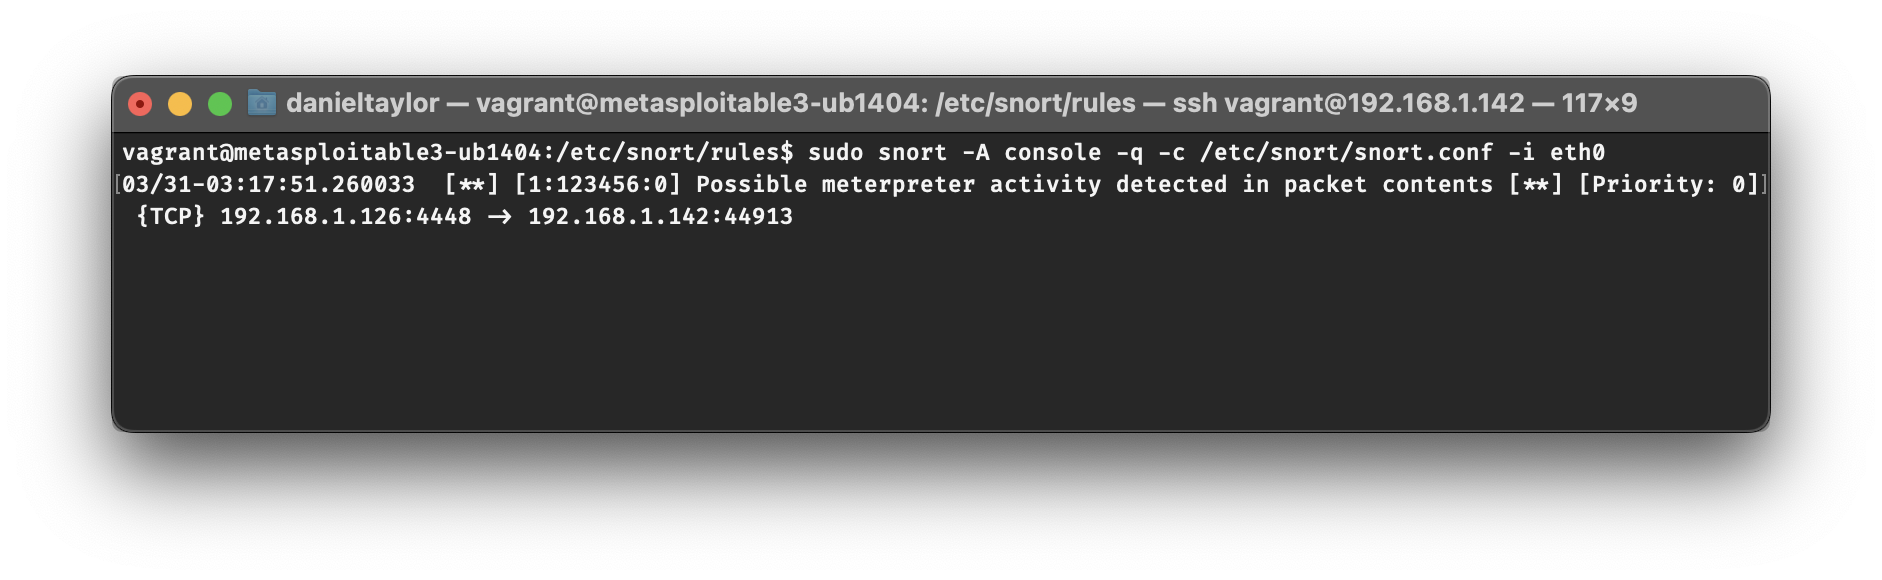 danieltaylor — vagrant@metasploitable3-ub1404: /etc/snort/rules — ssh vagrant@192.168.1.142 — 117×9
vagrant@metasploitable3-ub1404:/etc/snort/rules$ sudo snort -A console -q -c /etc/snort/snort.conf -i eth0
[03/31-03:17:51.260033  [**] [1:123456:0] Possible meterpreter activity detected in packet contents [**] [Priority: 0]]
{TCP} 192.168.1.126:4448 -> 192.168.1.142:44913